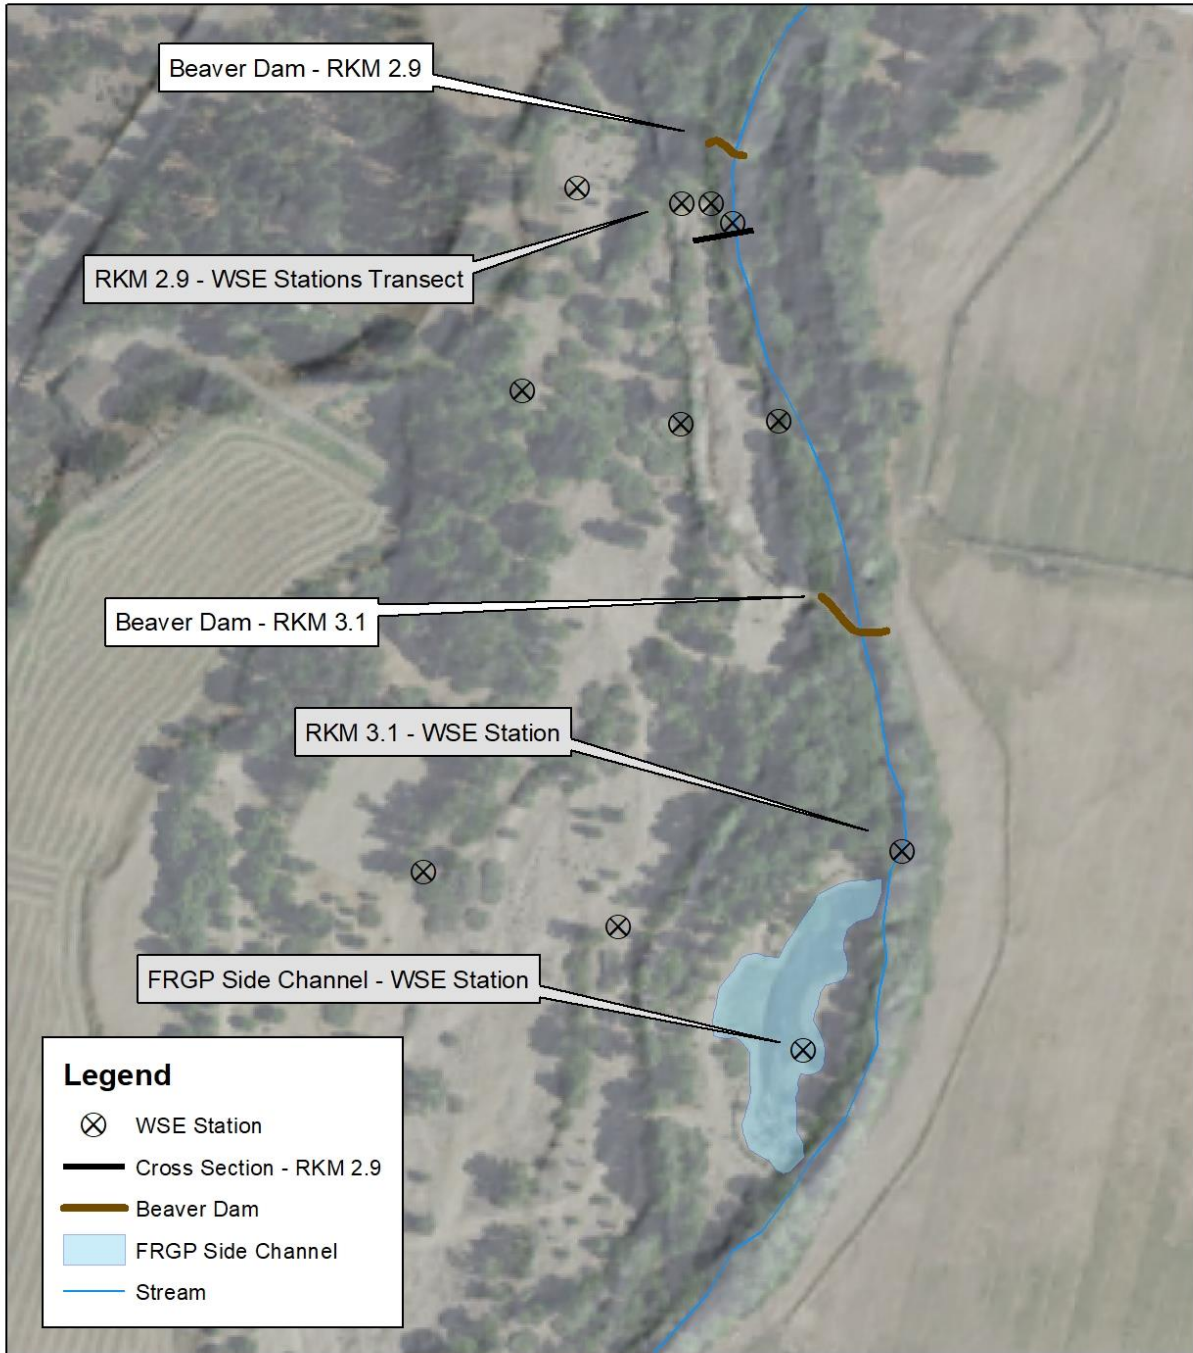 Beaver Dam - RKM 2.9
RKM 2.9 - WSE Stations Transect
Beaver Dam - RKM 3.1
RKM 3.1 - WSE Station
FRGP Side Channel - WSE Station
Legend
WSE Station
Cross Section - RKM 2.9
Beaver Dam
FRGP Side Channel
Stream